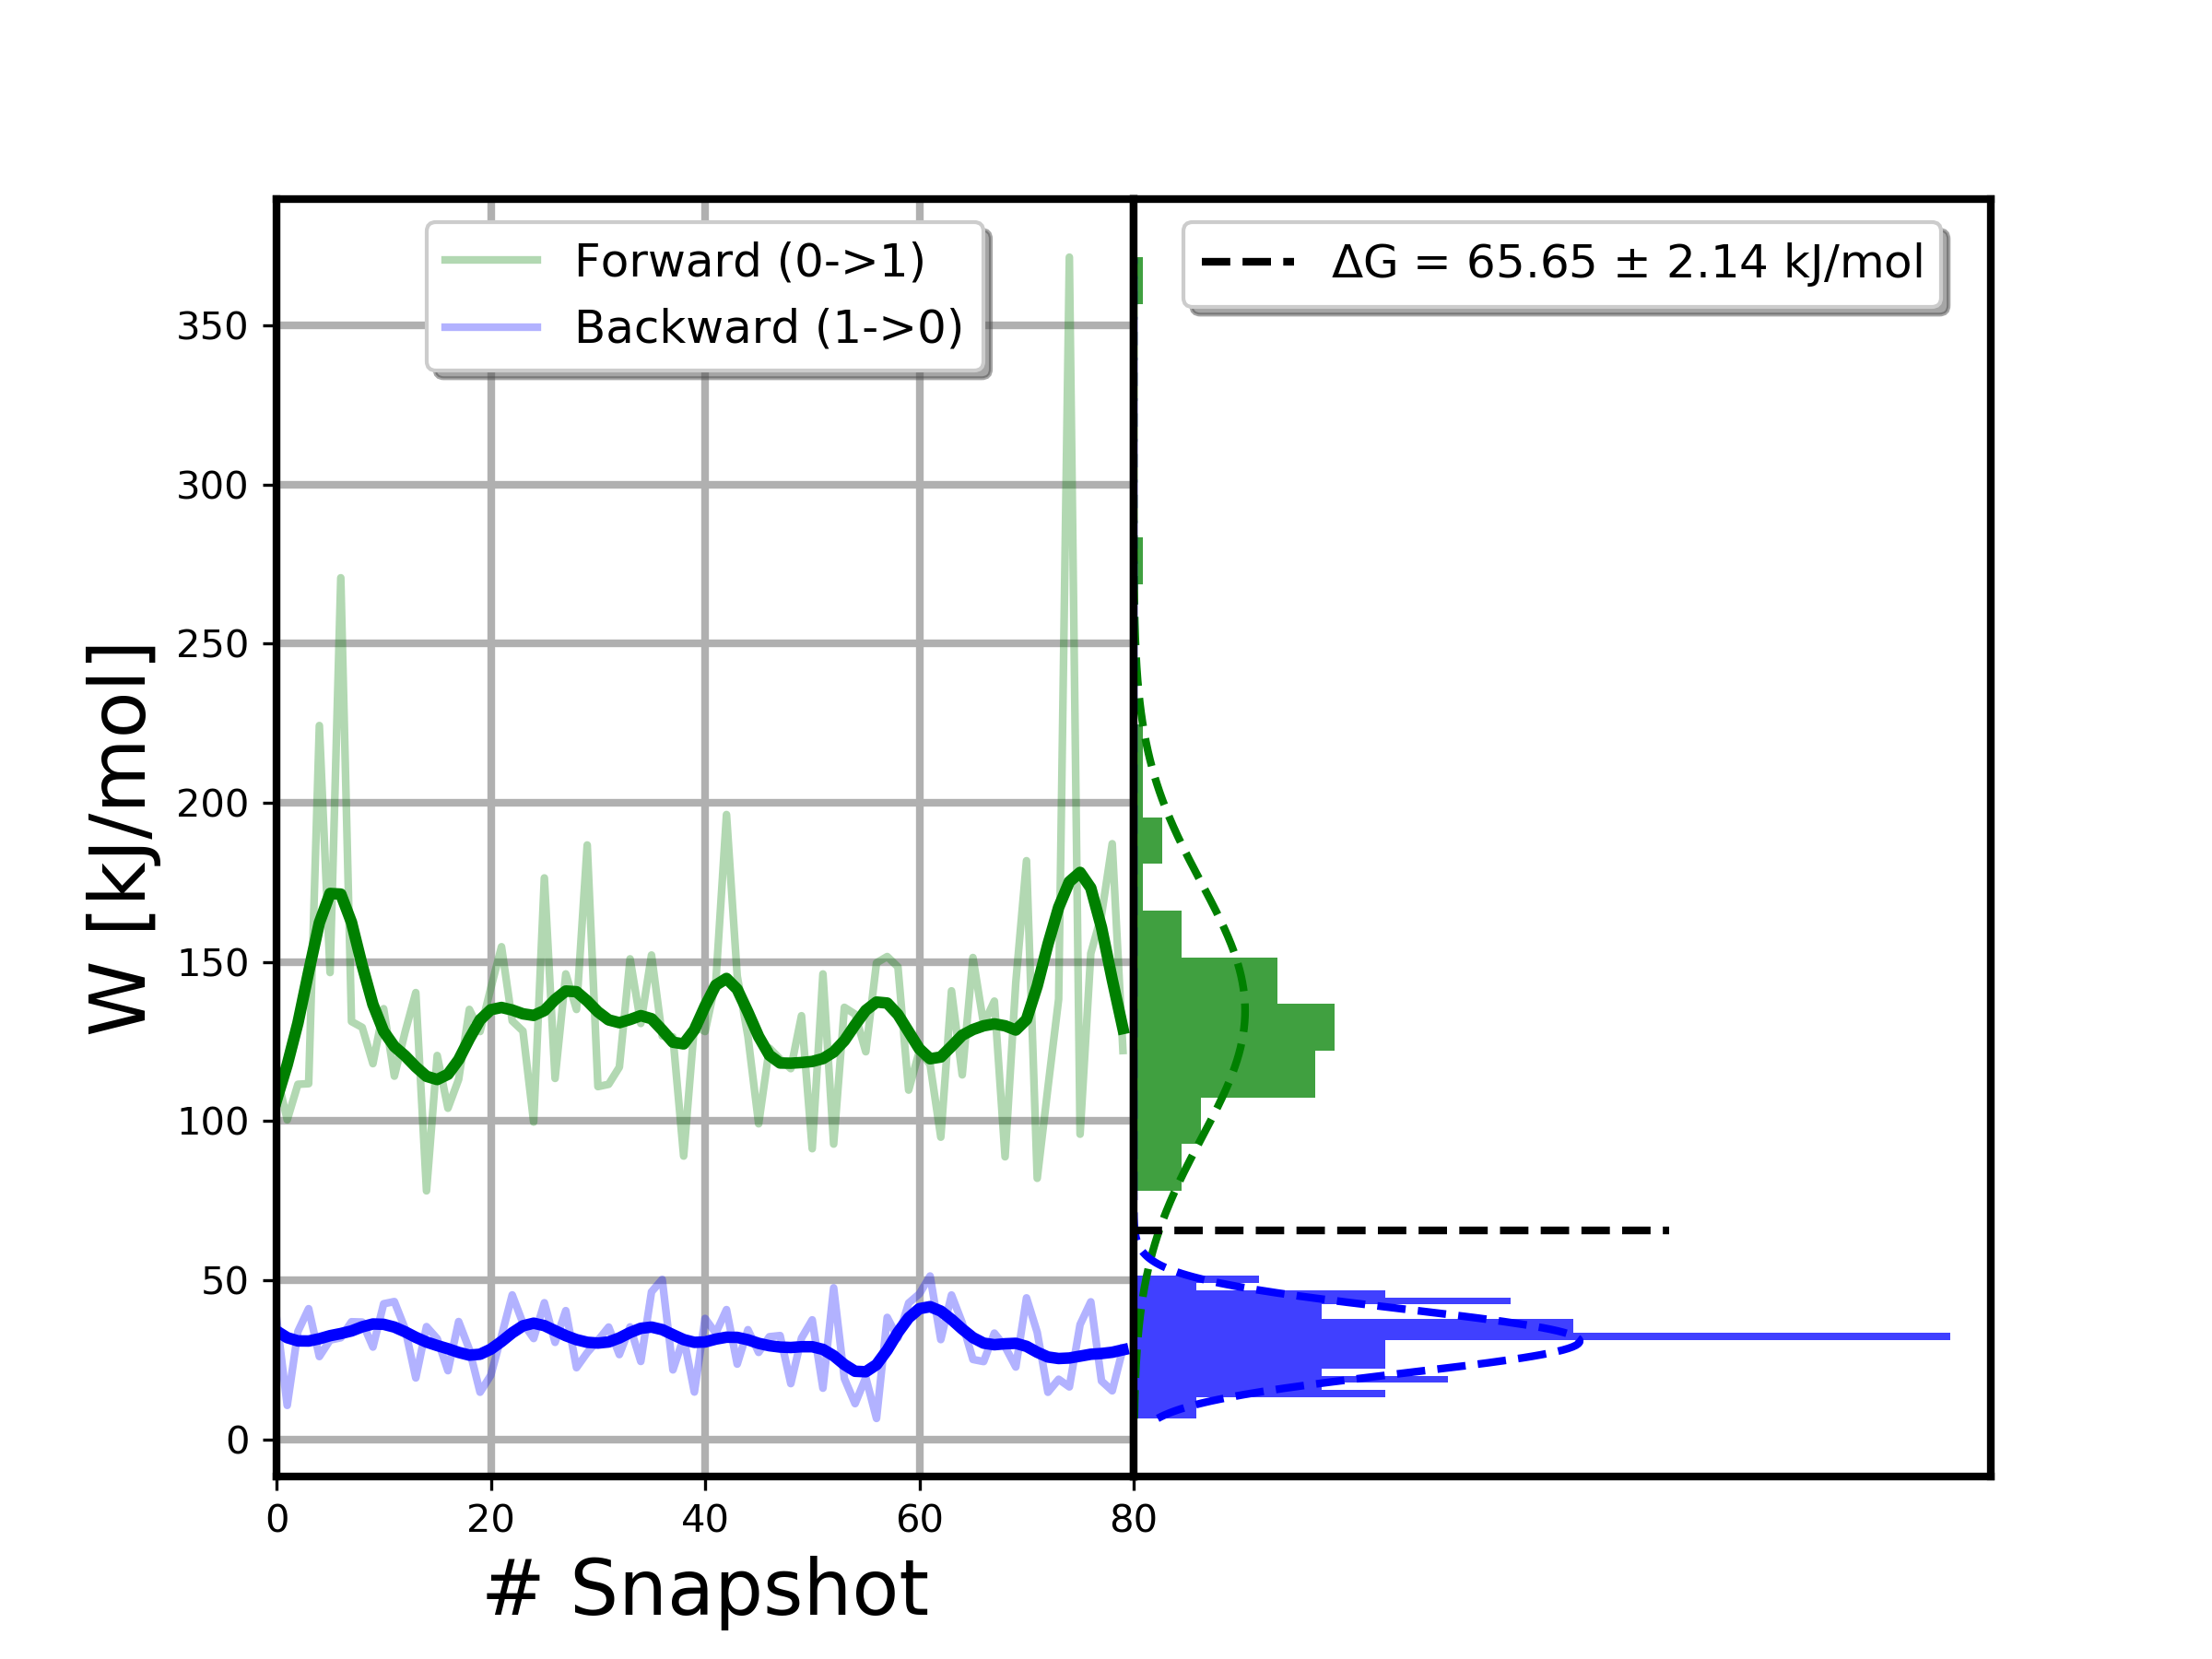 Forward (0->1)
Backward (1->0)
ΔG = 65.65 ± 2.14 kJ/mol
W [kJ/mol]
350
300
250
200
150
100
50
0
0 20 40 60 80
# Snapshot